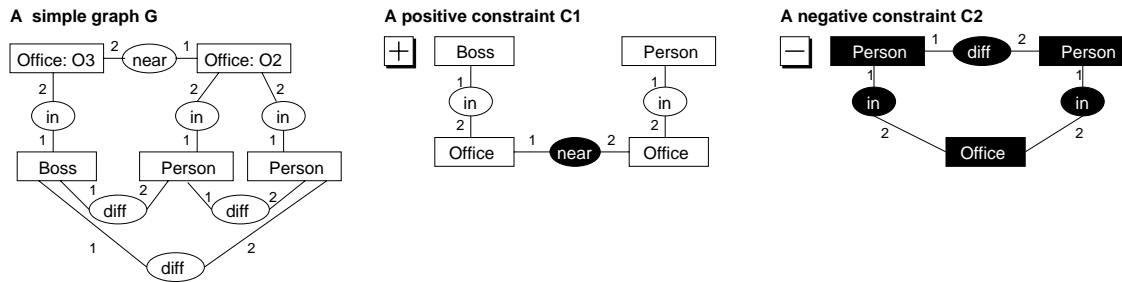 A simple graph G
Office: O3 2 near 1 Office: O2
2 2 2
in in in
1 1 1
Boss Person Person
1 2 1 2
diff diff
1 2
diff
A positive constraint C1
+ Boss Person
1 1
in in
2 2
Office 1 near 2 Office
A negative constraint C2
− Person 1 diff 2 Person
1 1
in in
2 2
Office